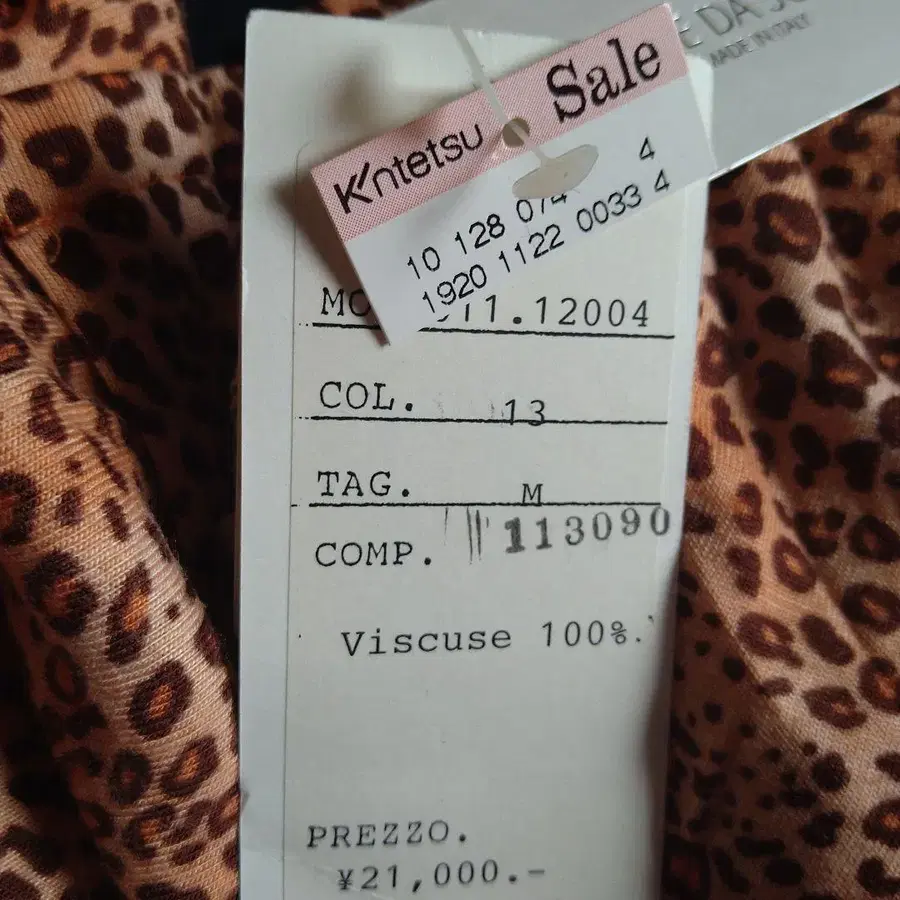 MADE IN ITALY
Kintetsu Sale
4
10 128 074
1920 1122 0033 4
11.12004
COL. 13
TAG. M
COMP. 113090
Viscuse 100%.
PREZZO.
¥21,000.-